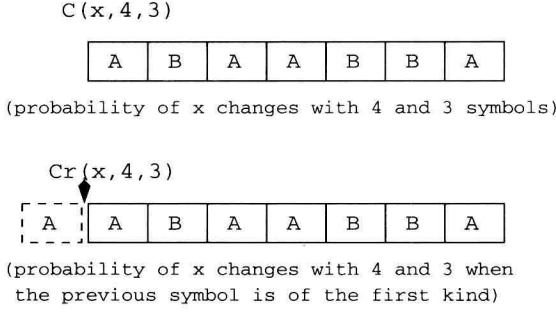 C(x,4,3)
A B A A B B A
(probability of x changes with 4 and 3 symbols)
Cr(x,4,3)
A A B A A B B A
(probability of x changes with 4 and 3 when
the previous symbol is of the first kind)